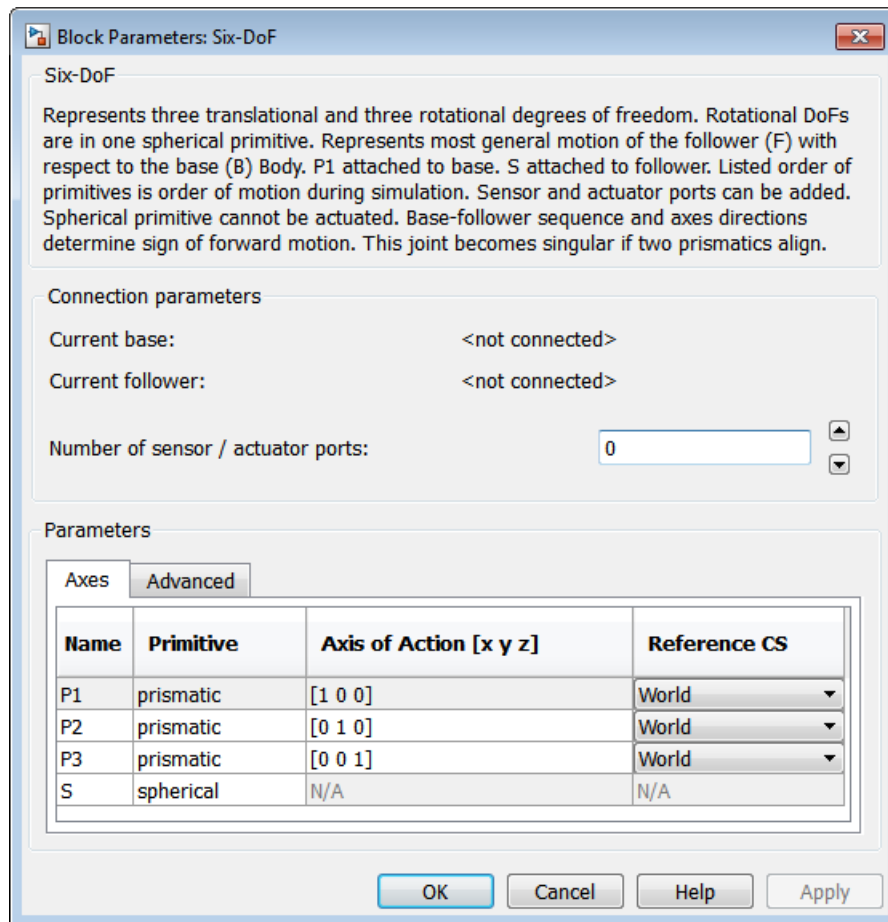 Block Parameters: Six-DoF
Six-DoF
Represents three translational and three rotational degrees of freedom. Rotational DoFs
are in one spherical primitive. Represents most general motion of the follower (F) with
respect to the base (B) Body. P1 attached to base. S attached to follower. Listed order of
primitives is order of motion during simulation. Sensor and actuator ports can be added.
Spherical primitive cannot be actuated. Base-follower sequence and axes directions
determine sign of forward motion. This joint becomes singular if two prismatics align.
Connection parameters
Current base: <not connected>
Current follower: <not connected>
Number of sensor / actuator ports: 0
Parameters
Axes Advanced
Name Primitive Axis of Action [x y z] Reference CS
P1 prismatic [1 0 0] World
P2 prismatic [0 1 0] World
P3 prismatic [0 0 1] World
S spherical N/A N/A
OK Cancel Help Apply